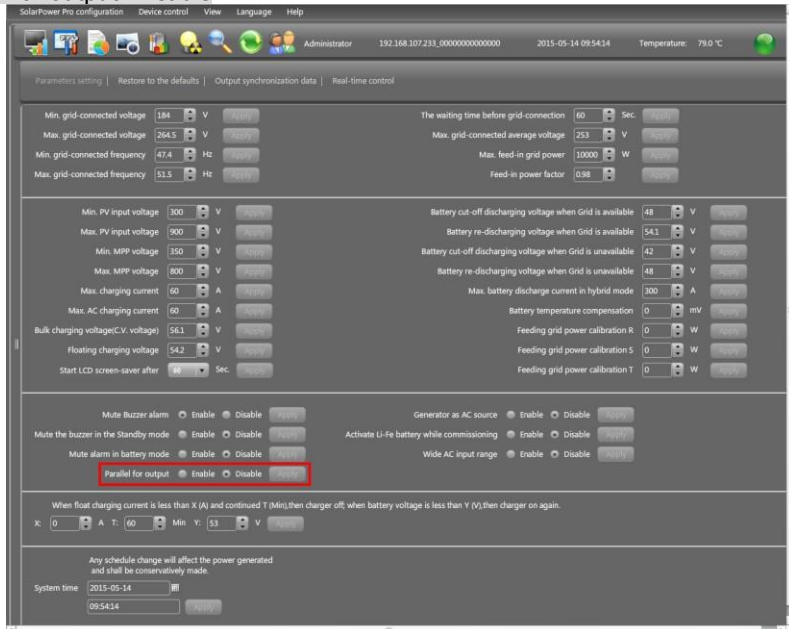 SolarPower Pro configuration Device control View Language Help
Administrator 192.168.107.233_00000000000000 2015-05-14 09:54:14 Temperature: 79.0 ℃
Parameters setting | Restore to the defaults | Output synchronization data | Real-time control
Min. grid-connected voltage 184 V Apply
The waiting time before grid-connection 60 Sec. Apply
Max. grid-connected voltage 264.5 V Apply
Max. grid-connected average voltage 253 V Apply
Min. grid-connected frequency 47.4 Hz Apply
Max. feed-in grid power 10000 W Apply
Max. grid-connected frequency 51.5 Hz Apply
Feed-in power factor 0.98 Apply
Min. PV input voltage 300 V Apply
Battery cut-off discharging voltage when Grid is available 48 V Apply
Max. PV input voltage 900 V Apply
Battery re-discharging voltage when Grid is available 54.1 V Apply
Min. MPP voltage 350 V Apply
Battery cut-off discharging voltage when Grid is unavailable 42 V Apply
Max. MPP voltage 800 V Apply
Battery re-discharging voltage when Grid is unavailable 48 V Apply
Max. charging current 60 A Apply
Max. battery discharge current in hybrid mode 300 A Apply
Max. AC charging current 60 A Apply
Battery temperature compensation 0 mV Apply
Bulk charging voltage(C.V. voltage) 56.1 V Apply
Feeding grid power calibration R 0 W Apply
Floating charging voltage 54.2 V Apply
Feeding grid power calibration S 0 W Apply
Start LCD screen-saver after 60 Sec. Apply
Feeding grid power calibration T 0 W Apply
Mute Buzzer alarm Enable Disable Apply
Generator as AC source Enable Disable Apply
Mute the buzzer in the Standby mode Enable Disable Apply
Activate Li-Fe battery while commissioning Enable Disable Apply
Mute alarm in battery mode Enable Disable Apply
Wide AC input range Enable Disable Apply
Parallel for output Enable Disable Apply
When float charging current is less than X (A) and continued T (Min),then charger off, when battery voltage is less than Y (V),then charger on again.
X: 0 A T: 60 Min Y: 53 V Apply
Any schedule change will affect the power generated
and shall be conservatively made.
System time 2015-05-14
09:54:14 Apply